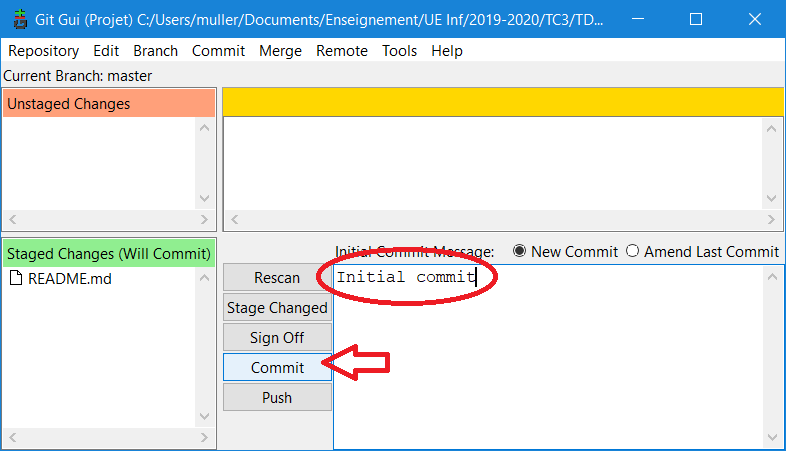 Git Gui (Projet) C:/Users/muller/Documents/Enseignement/UE Inf/2019-2020/TC3/TD...
Repository Edit Branch Commit Merge Remote Tools Help
Current Branch: master
Unstaged Changes
Staged Changes (Will Commit)
README.md
Initial Commit Message: New Commit Amend Last Commit
Rescan
Stage Changed
Sign Off
Commit
Push
Initial commit